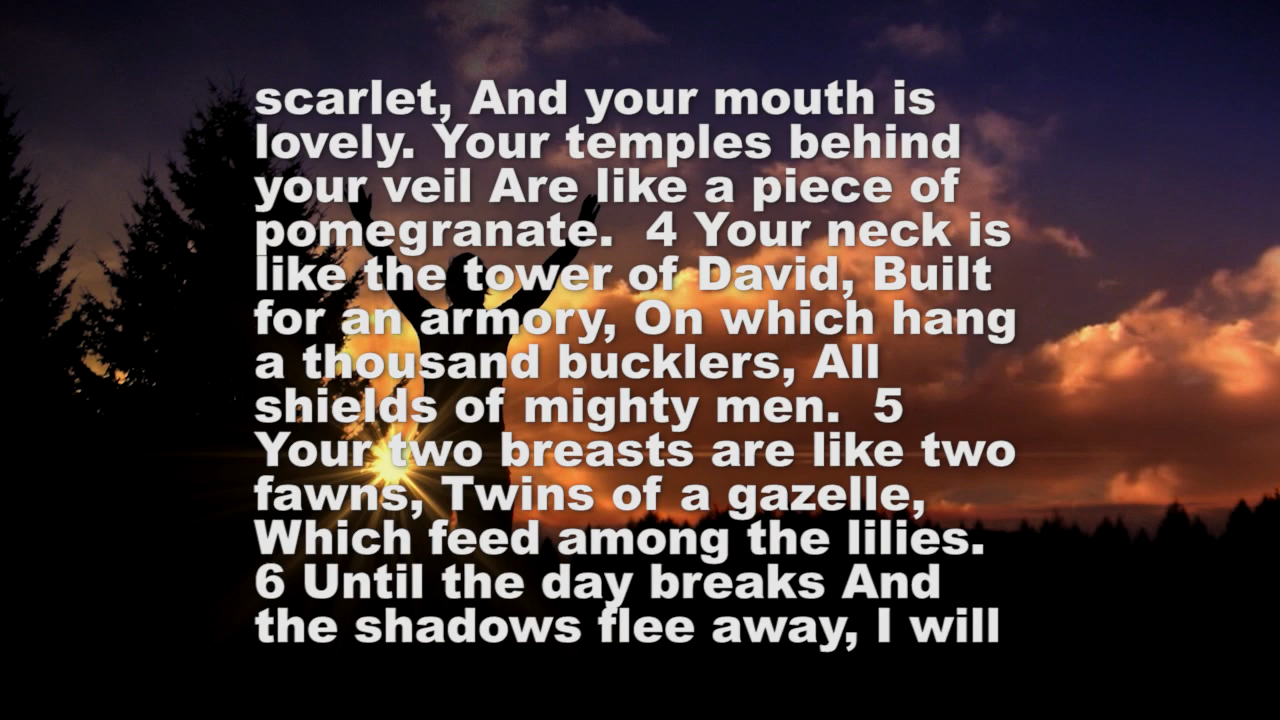 scarlet, And your mouth is
lovely. Your temples behind
your veil Are like a piece of
pomegranate.  4 Your neck is
like the tower of David, Built
for an armory, On which hang
a thousand bucklers, All
shields of mighty men.  5
Your two breasts are like two
fawns, Twins of a gazelle,
Which feed among the lilies.
6 Until the day breaks And
the shadows flee away, I will